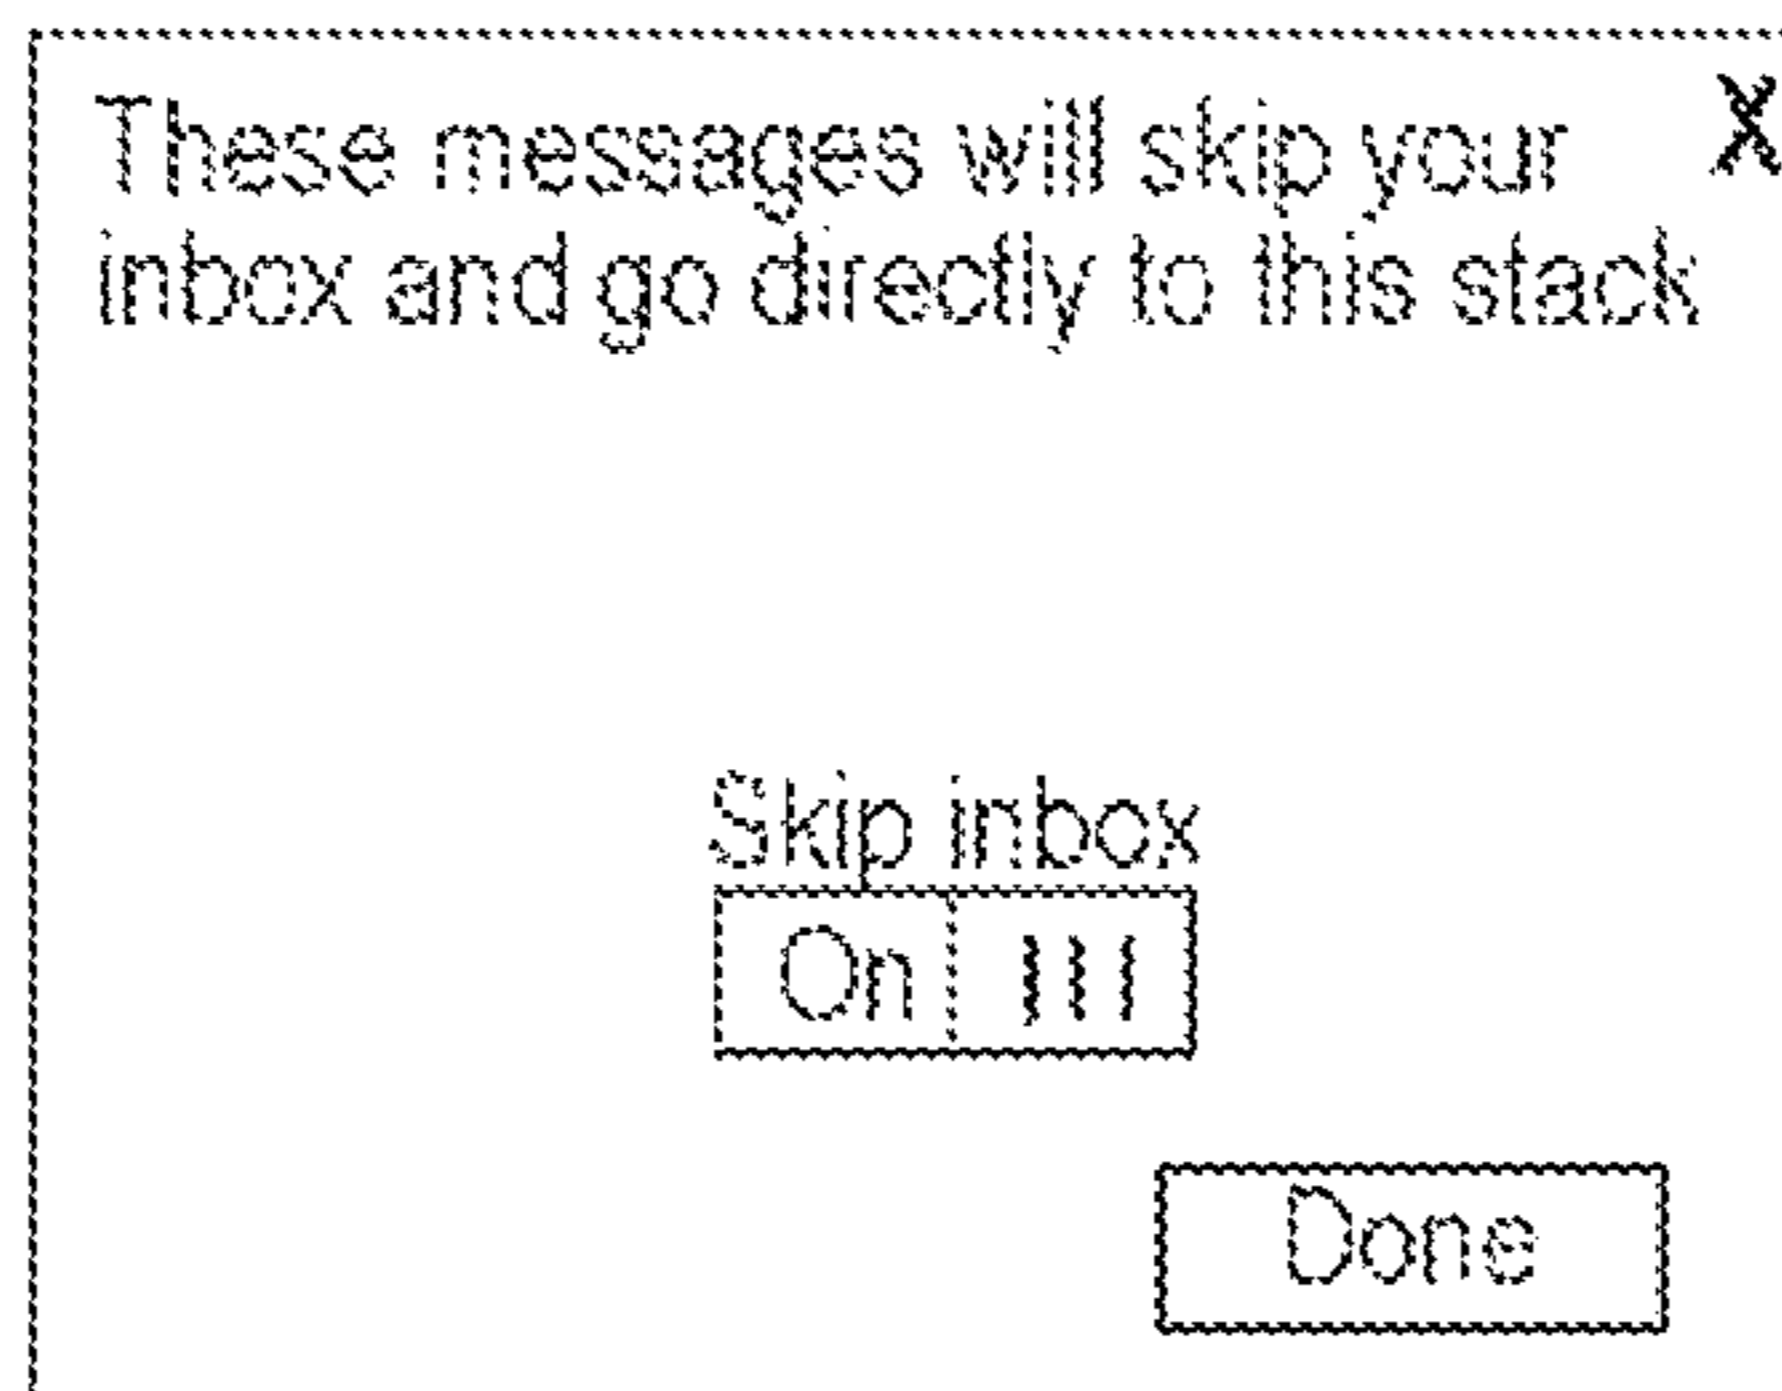 These messages will skip your X
inbox and go directly to this stack
Skip inbox
On
Done